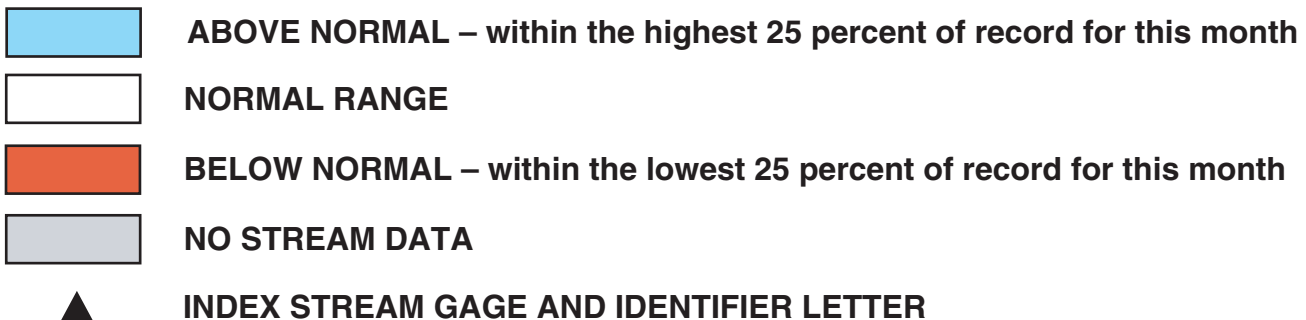 ABOVE NORMAL – within the highest 25 percent of record for this month
NORMAL RANGE
BELOW NORMAL – within the lowest 25 percent of record for this month
NO STREAM DATA
INDEX STREAM GAGE AND IDENTIFIER LETTER